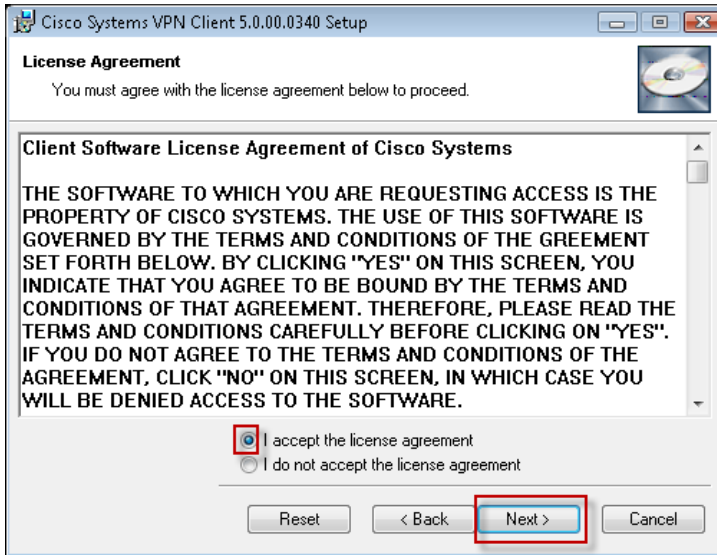 Cisco Systems VPN Client 5.0.00.0340 Setup
License Agreement
You must agree with the license agreement below to proceed.
Client Software License Agreement of Cisco Systems
THE SOFTWARE TO WHICH YOU ARE REQUESTING ACCESS IS THE
PROPERTY OF CISCO SYSTEMS. THE USE OF THIS SOFTWARE IS
GOVERNED BY THE TERMS AND CONDITIONS OF THE GREEMENT
SET FORTH BELOW. BY CLICKING "YES" ON THIS SCREEN, YOU
INDICATE THAT YOU AGREE TO BE BOUND BY THE TERMS AND
CONDITIONS OF THAT AGREEMENT. THEREFORE, PLEASE READ THE
TERMS AND CONDITIONS CAREFULLY BEFORE CLICKING ON "YES".
IF YOU DO NOT AGREE TO THE TERMS AND CONDITIONS OF THE
AGREEMENT, CLICK "NO" ON THIS SCREEN, IN WHICH CASE YOU
WILL BE DENIED ACCESS TO THE SOFTWARE.
I accept the license agreement
I do not accept the license agreement
Reset < Back Next > Cancel